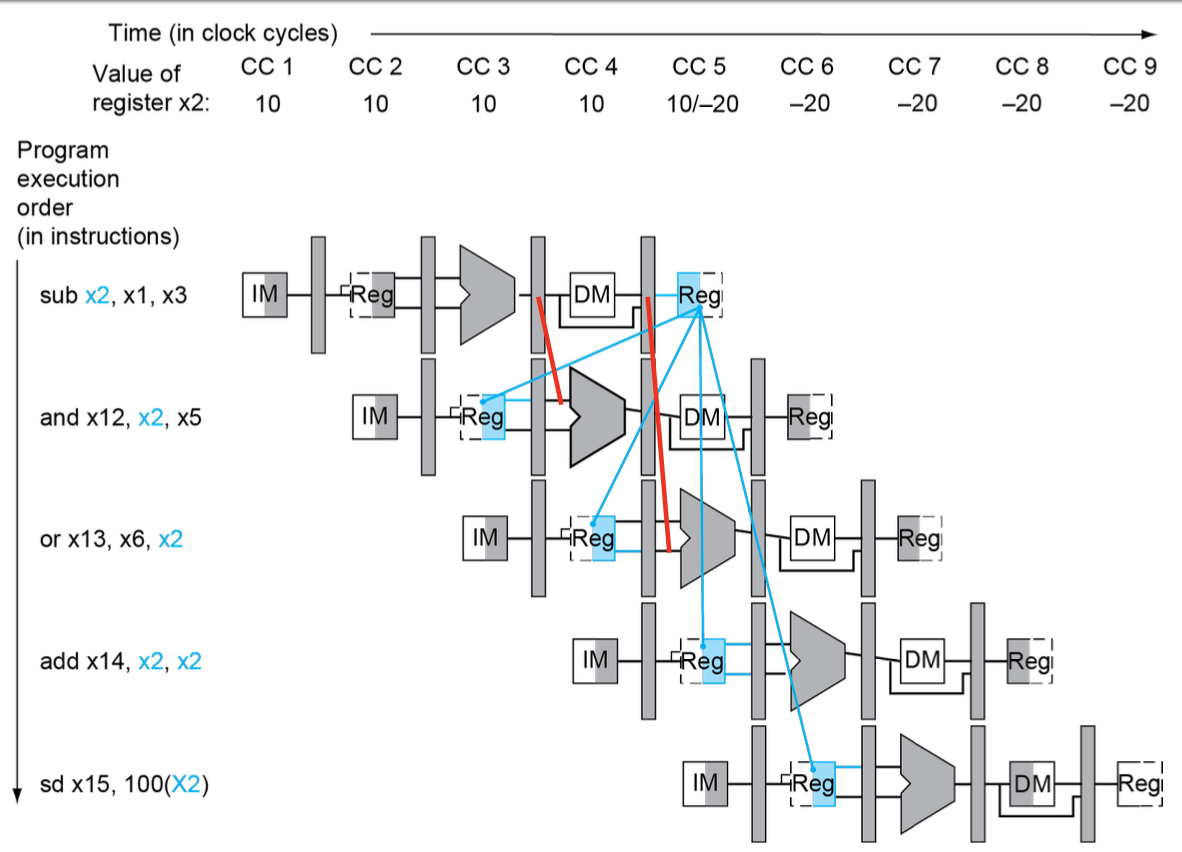 Time (in clock cycles)
CC 1 CC 2 CC 3 CC 4 CC 5 CC 6 CC 7 CC 8 CC 9
Value of
register x2: 10 10 10 10 10/–20 –20 –20 –20 –20
Program
execution
order
(in instructions)
sub x2, x1, x3 IM Reg DM Reg
and x12, x2, x5 IM Reg DM Reg
or x13, x6, x2 IM Reg DM Reg
add x14, x2, x2 IM Reg DM Reg
sd x15, 100(X2) IM Reg DM Reg